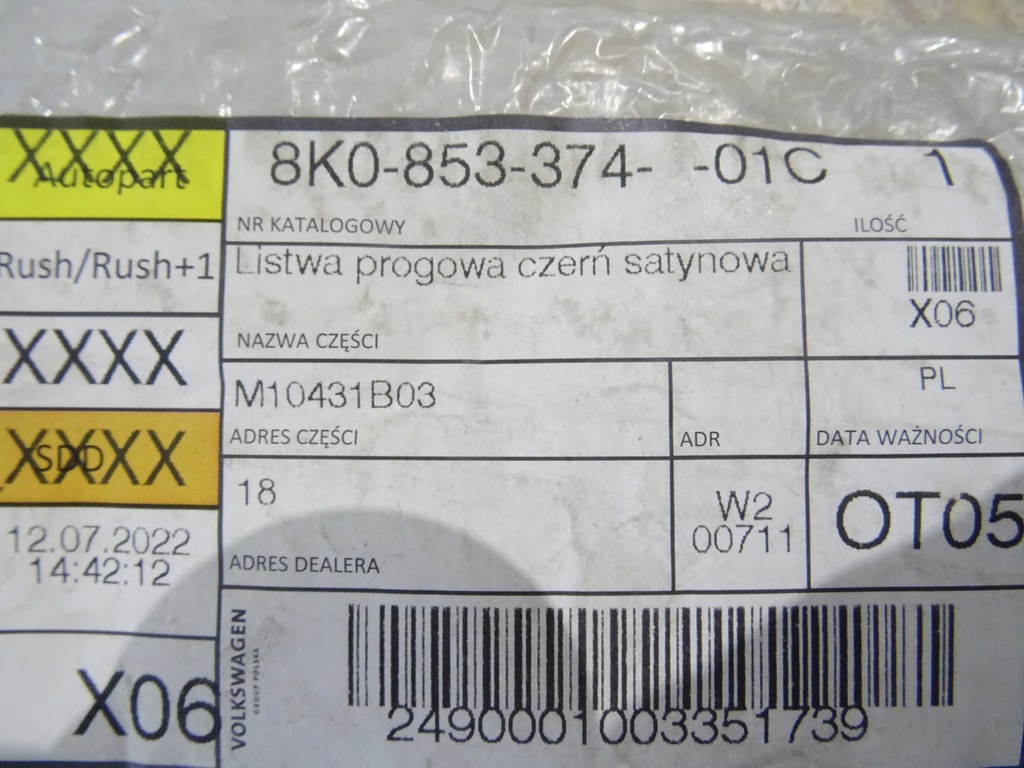 XXXX
Autopart
8K0-853-374- -01C 1
NR KATALOGOWY ILOŚĆ
Rush/Rush+1
Listwa progowa czerń satynowa
X06
NAZWA CZĘŚCI
XXXX
M10431B03
PL
ADRES CZĘŚCI ADR DATA WAŻNOŚCI
XXXX
SDD
18
W2
00711
OT05
ADRES DEALERA
12.07.2022
14:42:12
X06
VOLKSWAGEN
GROUP POLSKA
2490001003351739